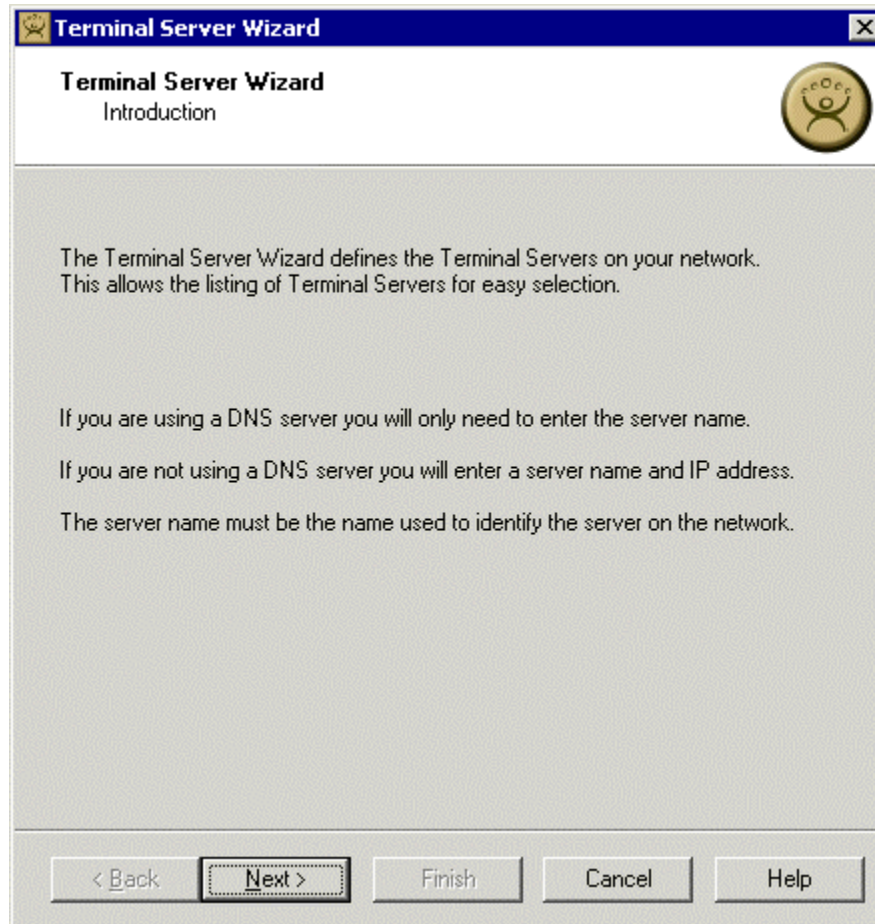 Terminal Server Wizard
Terminal Server Wizard
Introduction
The Terminal Server Wizard defines the Terminal Servers on your network.
This allows the listing of Terminal Servers for easy selection.
If you are using a DNS server you will only need to enter the server name.
If you are not using a DNS server you will enter a server name and IP address.
The server name must be the name used to identify the server on the network.
< Back Next > Finish Cancel Help